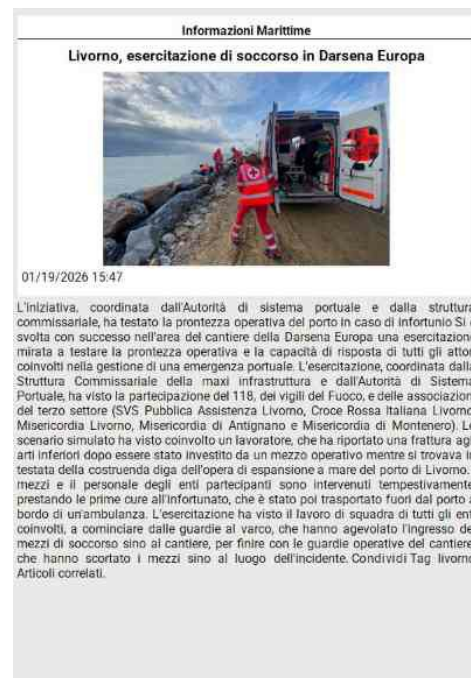 Informazioni Marittime
Livorno, esercitazione di soccorso in Darsena Europa
01/19/2026 15:47
L'iniziativa, coordinata dall'Autorità di sistema portuale e dalla struttura
commissariale, ha testato la prontezza operativa del porto in caso di infortunio Si è
svolta con successo nell'area del cantiere della Darsena Europa una esercitazione
mirata a testare la prontezza operativa e la capacità di risposta di tutti gli attori
coinvolti nella gestione di una emergenza portuale. L'esercitazione, coordinata dalla
Struttura Commissariale della maxi infrastruttura e dall'Autorità di Sistema
Portuale, ha visto la partecipazione del 118, dei vigili del Fuoco, e delle associazioni
del terzo settore (SVS Pubblica Assistenza Livorno, Croce Rossa Italiana Livorno
Misericordia Livorno, Misericordia di Antignano e Misericordia di Montenero). Lo
scenario simulato ha visto coinvolto un lavoratore, che ha riportato una frattura agli
arti inferiori dopo essere stato investito da un mezzo operativo mentre si trovava in
testata della costruenda diga dell'opera di espansione a mare del porto di Livorno. I
mezzi e il personale degli enti partecipanti sono intervenuti tempestivamente
prestando le prime cure all'infortunato, che è stato poi trasportato fuori dal porto a
bordo di un'ambulanza. L'esercitazione ha visto il lavoro di squadra di tutti gli enti
coinvolti, a cominciare dalle guardie al varco, che hanno agevolato l'ingresso dei
mezzi di soccorso sino al cantiere, per finire con le guardie operative del cantiere
che hanno scortato i mezzi sino al luogo dell'incidente. Condividi Tag livorno
Articoli correlati.